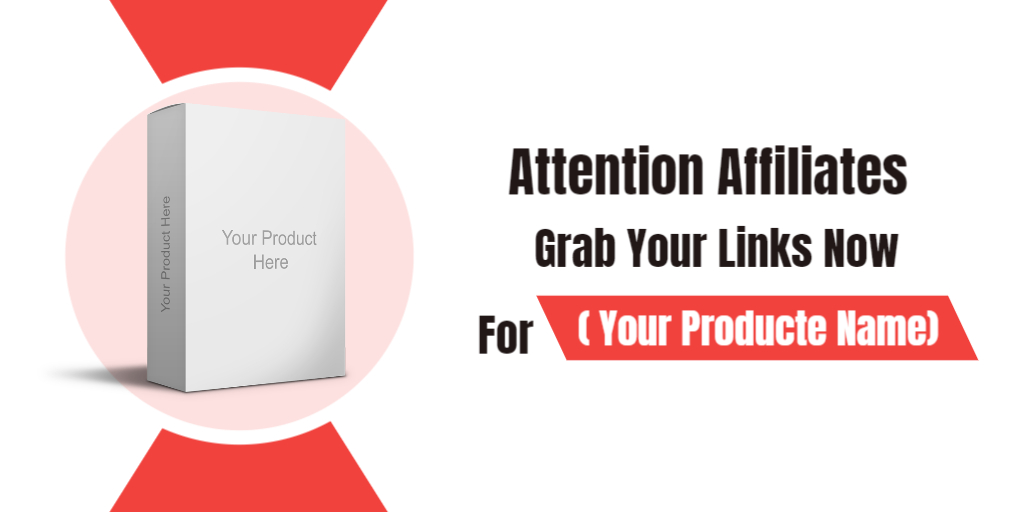 Your Product Here
Your Product
Here
Attention Affiliates
Grab Your Links Now
For ( Your Producte Name)